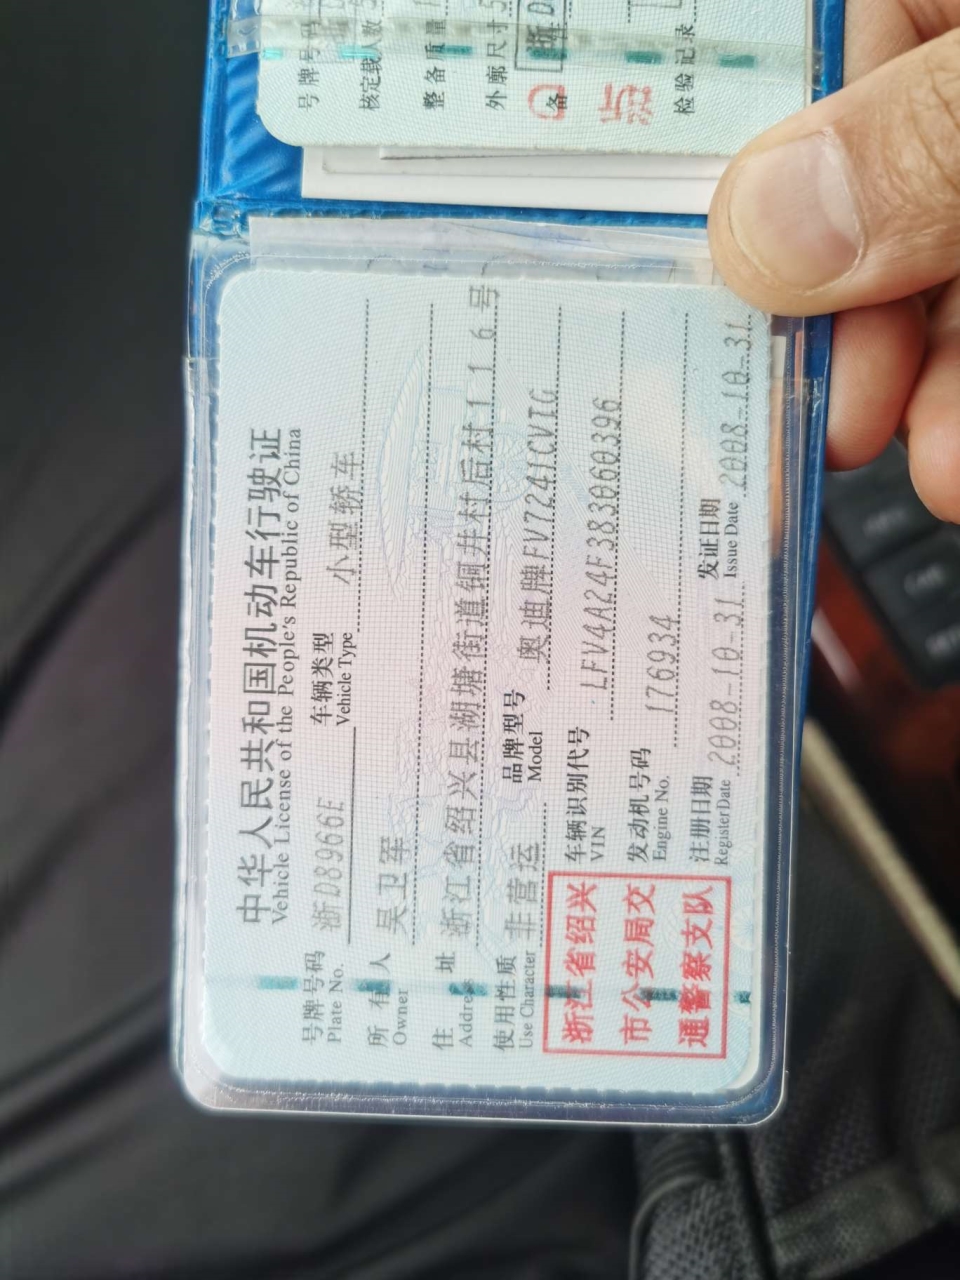 中华人民共和国机动车行驶证
Vehicle License of the People's Republic of China
号牌号码 浙D8966E 车辆类型 小型轿车
Plate No. Vehicle Type
所有人 吴卫军
Owner
住址 浙江省绍兴县湖塘街道铜井村后村116号
Address
使用性质 非营运 品牌型号 奥迪牌FV7241CVTG
Use Character Model
浙江省绍兴
市公安局交
通警察支队
车辆识别代号 LFV4A24F383060396
VIN
发动机号码 176934
Engine No.
注册日期 2008-10-31 发证日期 2008-10-31
Register Date Issue Date
号牌号码
核定载人数
整备质量
外廓尺寸
备
浙D
检验记录